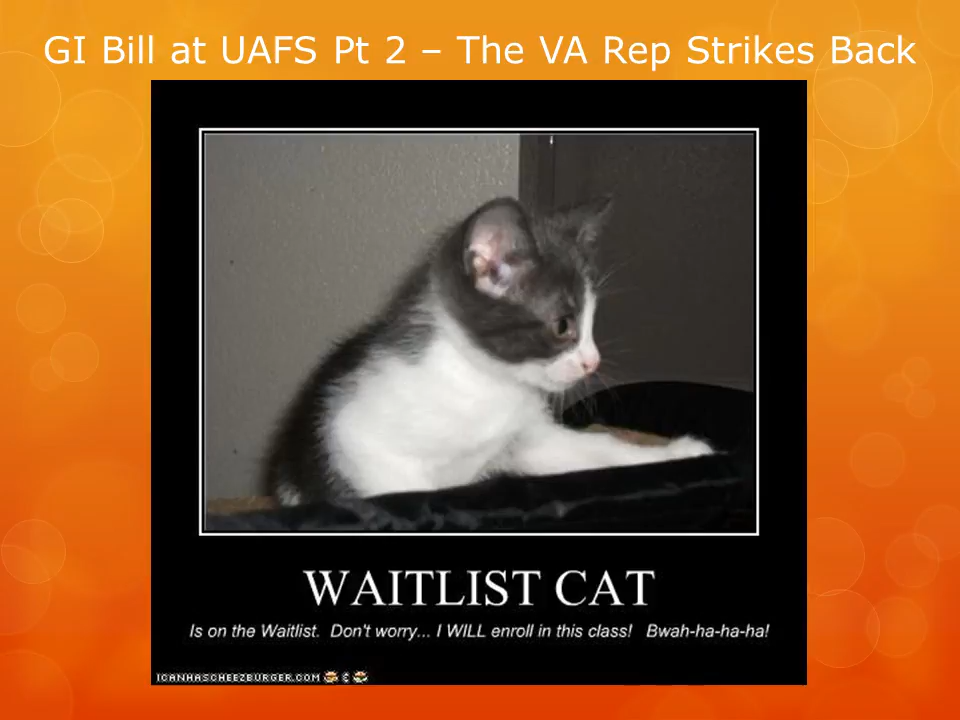 GI Bill at UAFS Pt 2 – The VA Rep Strikes Back
WAITLIST CAT
Is on the Waitlist. Don't worry... I WILL enroll in this class! Bwah-ha-ha-ha!
ICANHASCHEEZBURGER.COM